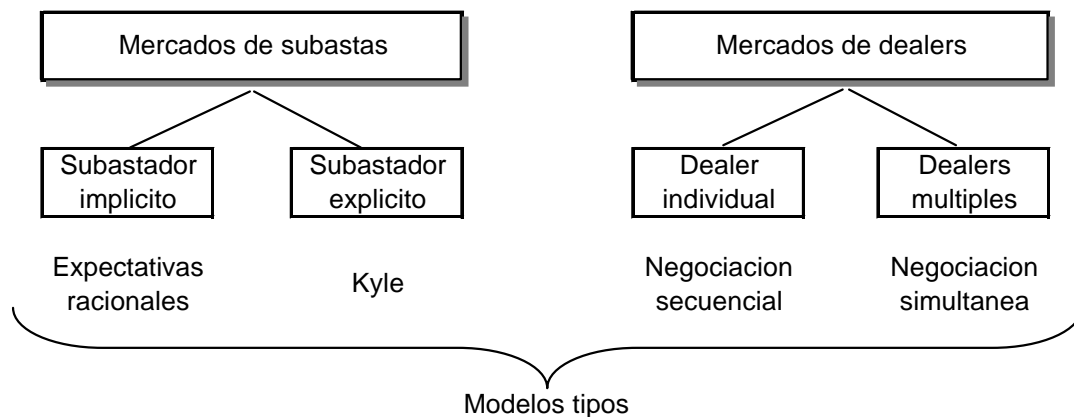 Mercados de subastas
Mercados de dealers
Subastador
implicito
Subastador
explicito
Dealer
individual
Dealers
multiples
Expectativas
racionales
Kyle
Negociacion
secuencial
Negociacion
simultanea
Modelos tipos